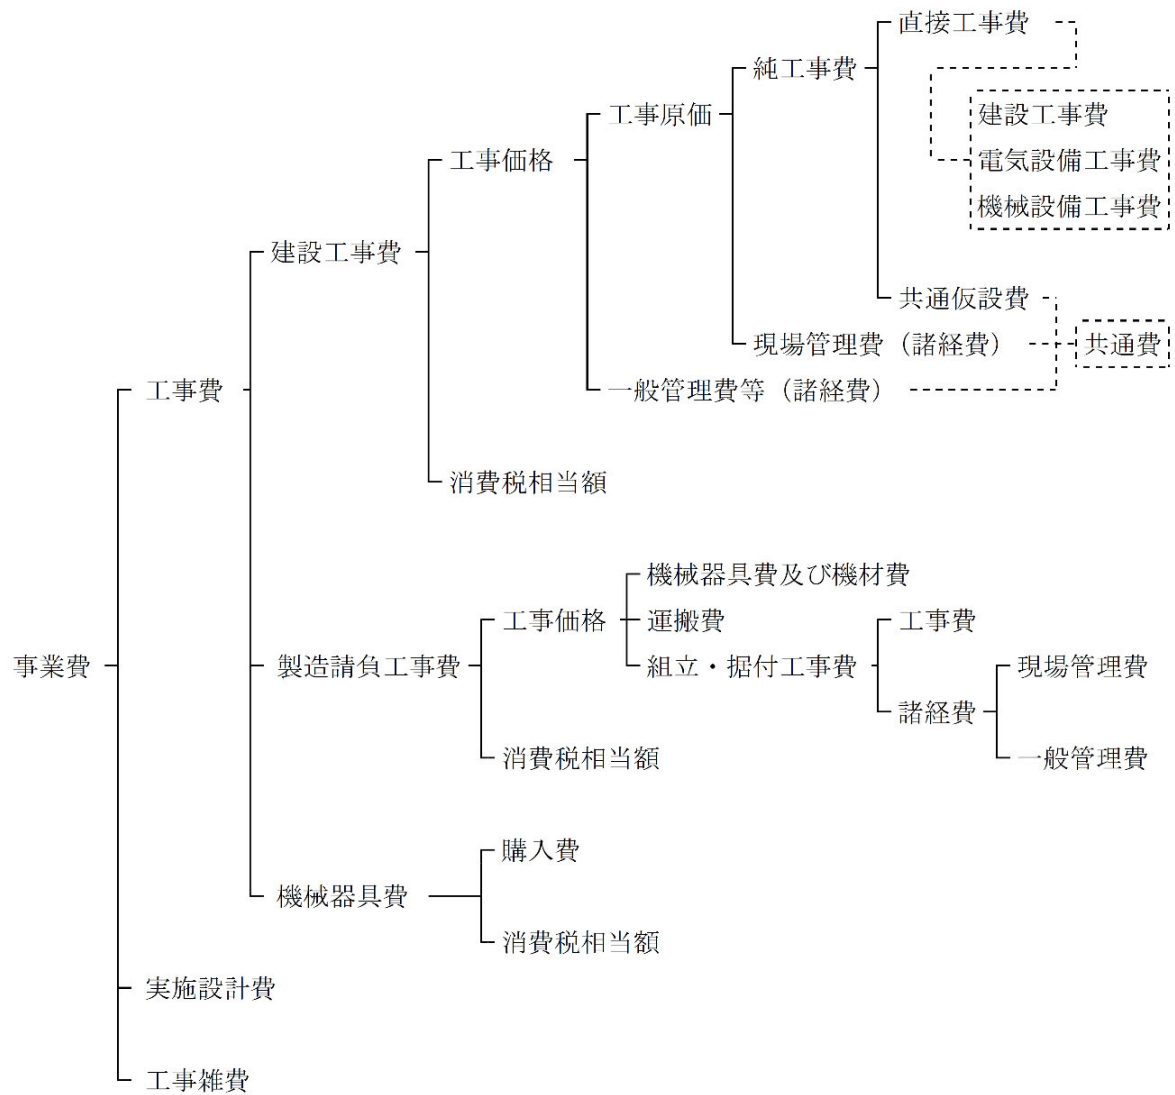 直接工事費
純工事費
工事原価
建設工事費
工事価格
電気設備工事費
機械設備工事費
建設工事費
共通仮設費
現場管理費（諸経費）
共通費
工事費
一般管理費等（諸経費）
消費税相当額
機械器具費及び機材費
工事価格
運搬費
工事費
事業費
製造請負工事費
組立・据付工事費
現場管理費
諸経費
消費税相当額
一般管理費
購入費
機械器具費
消費税相当額
実施設計費
工事雑費